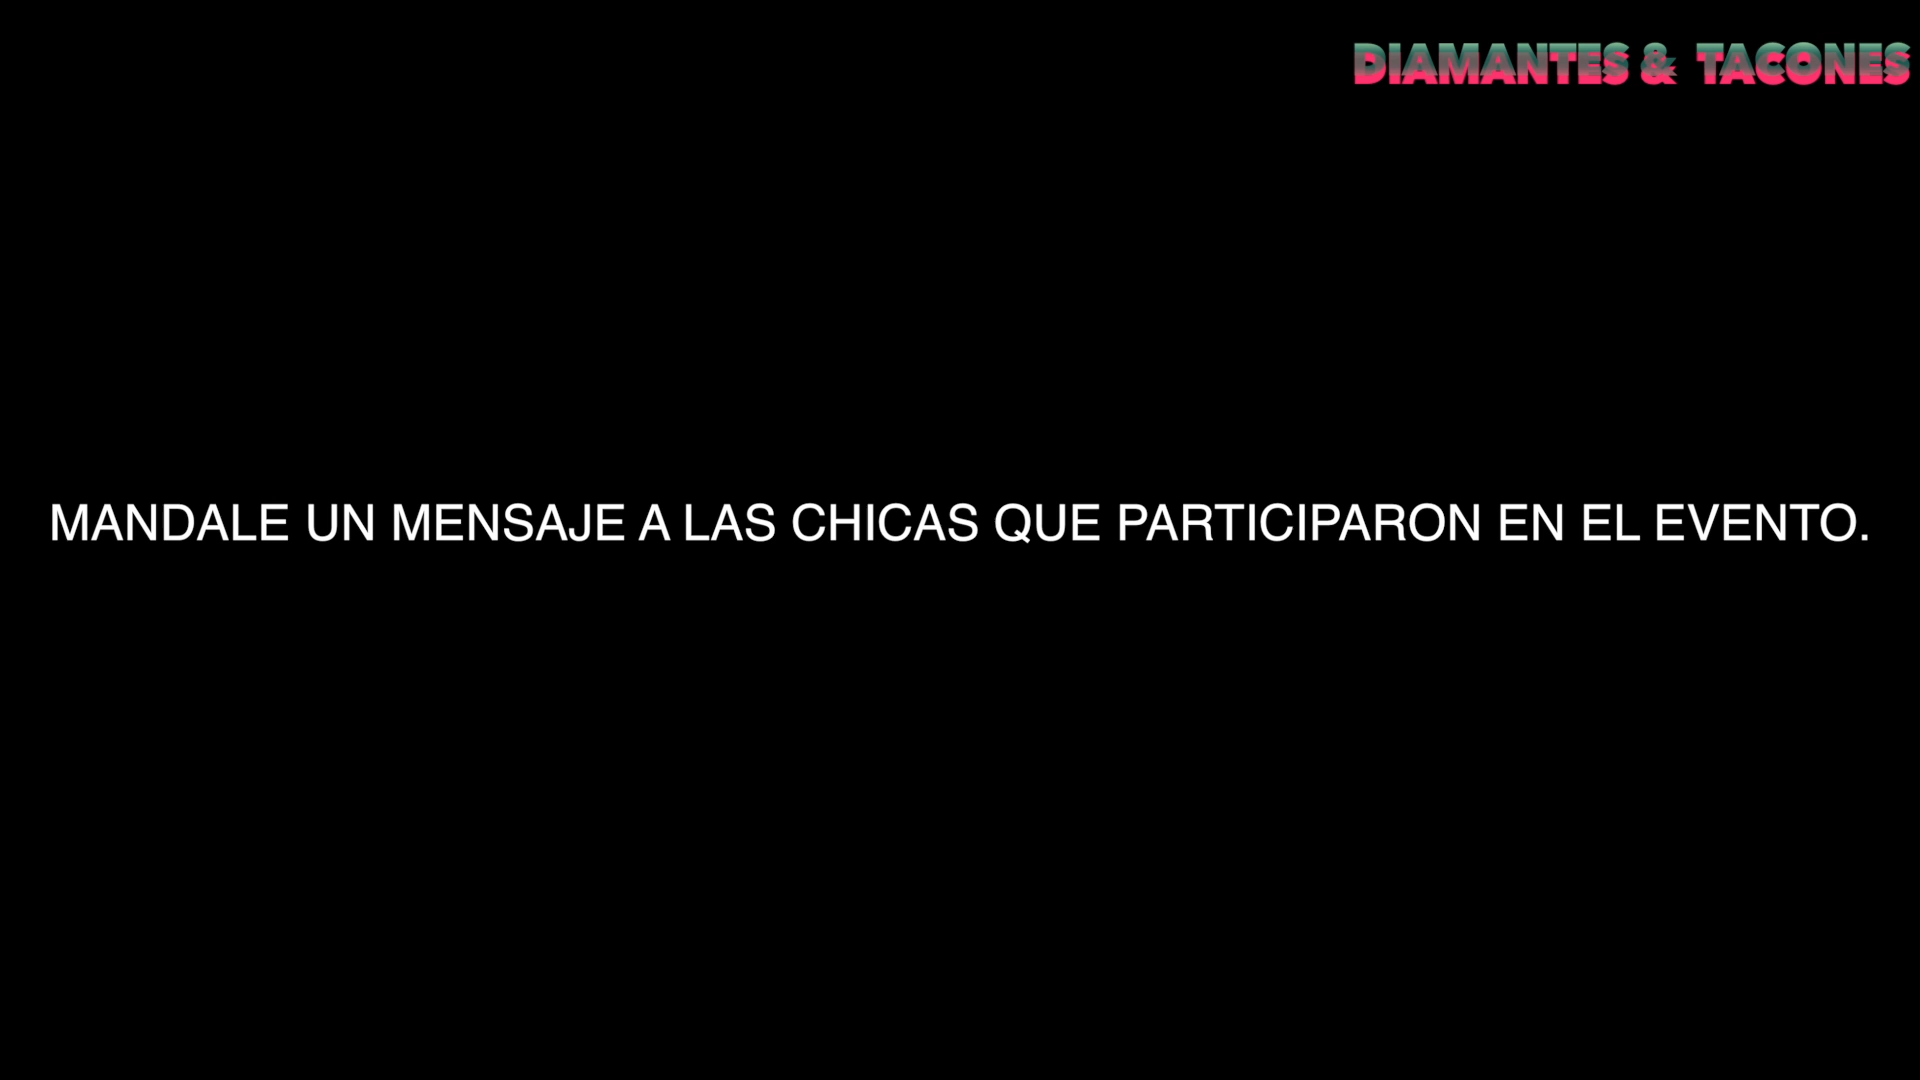 DIAMANTES & TACONES
MANDALE UN MENSAJE A LAS CHICAS QUE PARTICIPARON EN EL EVENTO.